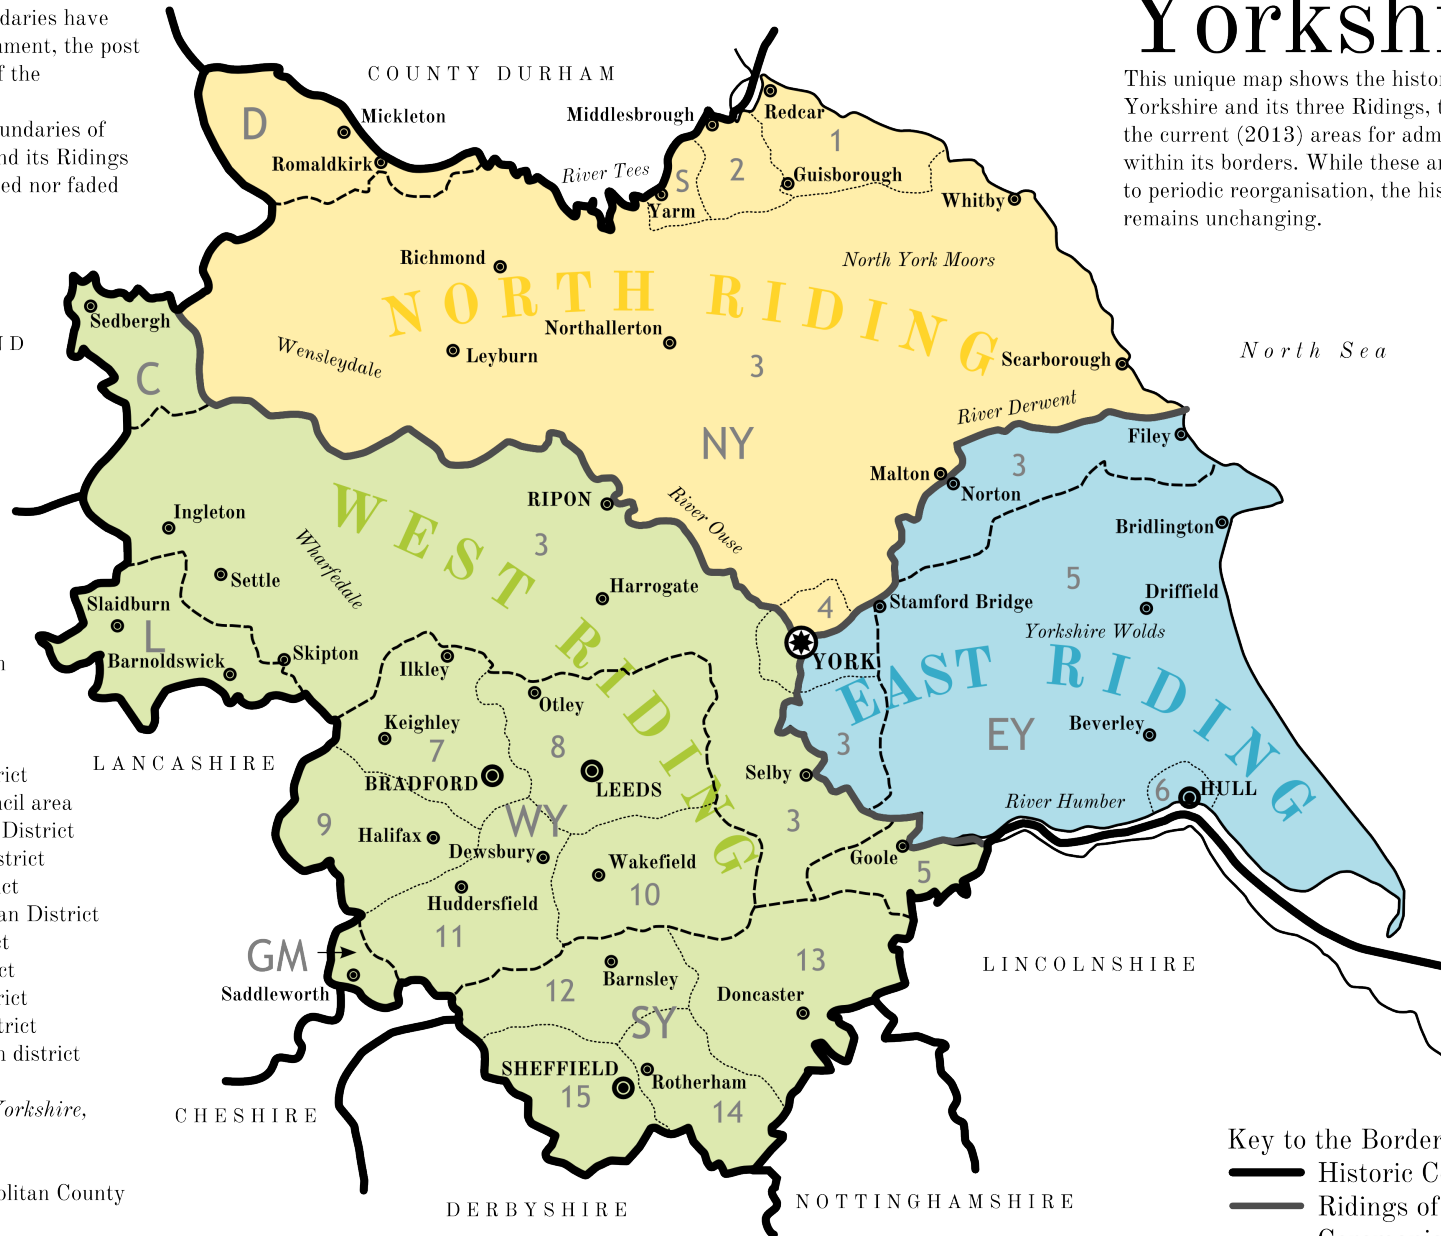 Yorksh
This unique map shows the histor
Yorkshire and its three Ridings, t
the current (2013) areas for adm
within its borders. While these a
to periodic reorganisation, the his
remains unchanging.
daries have
nment, the post
f the
undaries of
nd its Ridings
ed nor faded
COUNTY DURHAM
D
Mickleton
Romaldkirk
Middlesbrough
Redcar
1
2
S
River Tees
Guisborough
Yarm
Whitby
Richmond
North York Moors
NORTH RIDING
Sedbergh
Northallerton
ND
Wensleydale
Leyburn
C
3
Scarborough
North Sea
River Derwent
NY
Filey
3
Malton
Norton
WEST RIDING
RIPON
River Ouse
Ingleton
3
Bridlington
Wharfedale
Settle
Harrogate
5
Driffield
Slaidburn
4
Stamford Bridge
L
Yorkshire Wolds
Barnoldswick
Skipton
Ilkley
YORK
EAST RIDING
Otley
Keighley
7
8
3
EY
Beverley
LANCASHIRE
BRADFORD
LEEDS
Selby
6
HULL
River Humber
9
WY
3
Halifax
Dewsbury
Wakefield
Goole
5
10
Huddersfield
11
GM
Saddleworth
13
12
Barnsley
Doncaster
LINCOLNSHIRE
SY
SHEFFIELD
Rotherham
15
14
CHESHIRE
DERBYSHIRE
NOTTINGHAMSHIRE
n
rict
ncil area
District
strict
ict
an District
ct
ct
rict
trict
n district
Yorkshire,
olitan County
Key to the Border
Historic C
Ridings of